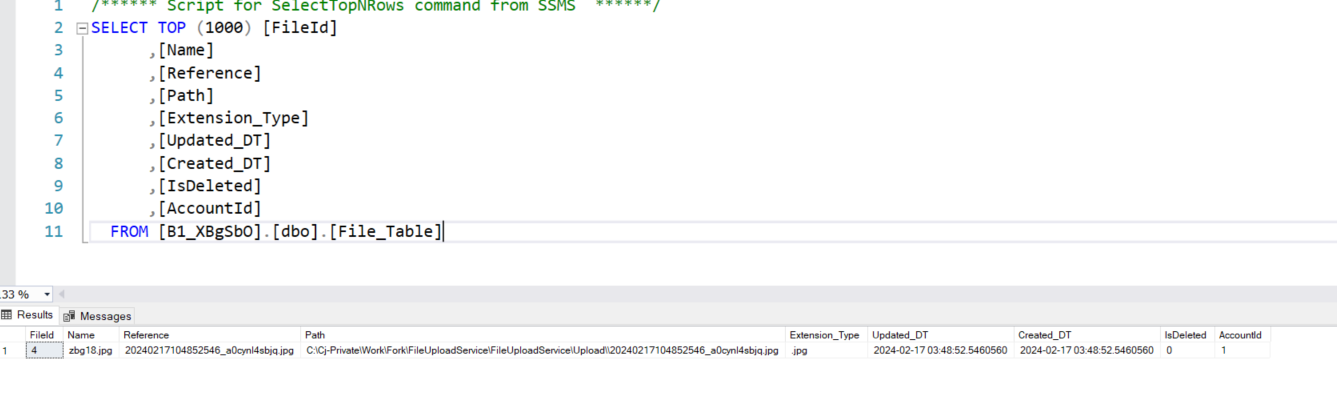 1 /****** Script for SelectTopNRows command from SSMS ******/
2 SELECT TOP (1000) [FileId]
3 ,[Name]
4 ,[Reference]
5 ,[Path]
6 ,[Extension_Type]
7 ,[Updated_DT]
8 ,[Created_DT]
9 ,[IsDeleted]
10 ,[AccountId]
11 FROM [B1_XBgSbO].[dbo].[File_Table]
.33 %
Results Messages
FileId Name Reference Path Extension_Type Updated_DT Created_DT IsDeleted AccountId
1 4 zbg18.jpg 20240217104852546_a0cynl4sbjq.jpg C:\Cj-Private\Work\Fork\FileUploadService\FileUploadService\Upload\\20240217104852546_a0cynl4sbjq.jpg .jpg 2024-02-17 03:48:52.5460560 2024-02-17 03:48:52.5460560 0 1